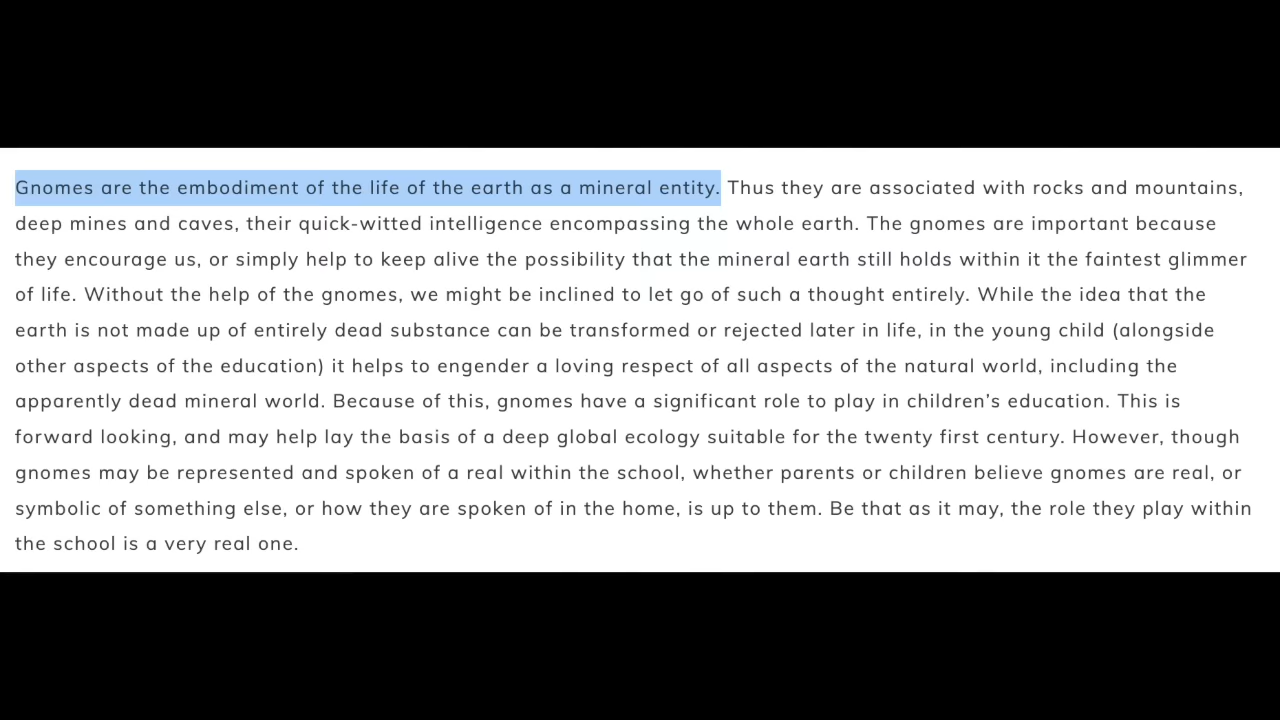 Gnomes are the embodiment of the life of the earth as a mineral entity. Thus they are associated with rocks and mountains,
deep mines and caves, their quick-witted intelligence encompassing the whole earth. The gnomes are important because
they encourage us, or simply help to keep alive the possibility that the mineral earth still holds within it the faintest glimmer
of life. Without the help of the gnomes, we might be inclined to let go of such a thought entirely. While the idea that the
earth is not made up of entirely dead substance can be transformed or rejected later in life, in the young child (alongside
other aspects of the education) it helps to engender a loving respect of all aspects of the natural world, including the
apparently dead mineral world. Because of this, gnomes have a significant role to play in children’s education. This is
forward looking, and may help lay the basis of a deep global ecology suitable for the twenty first century. However, though
gnomes may be represented and spoken of a real within the school, whether parents or children believe gnomes are real, or
symbolic of something else, or how they are spoken of in the home, is up to them. Be that as it may, the role they play within
the school is a very real one.